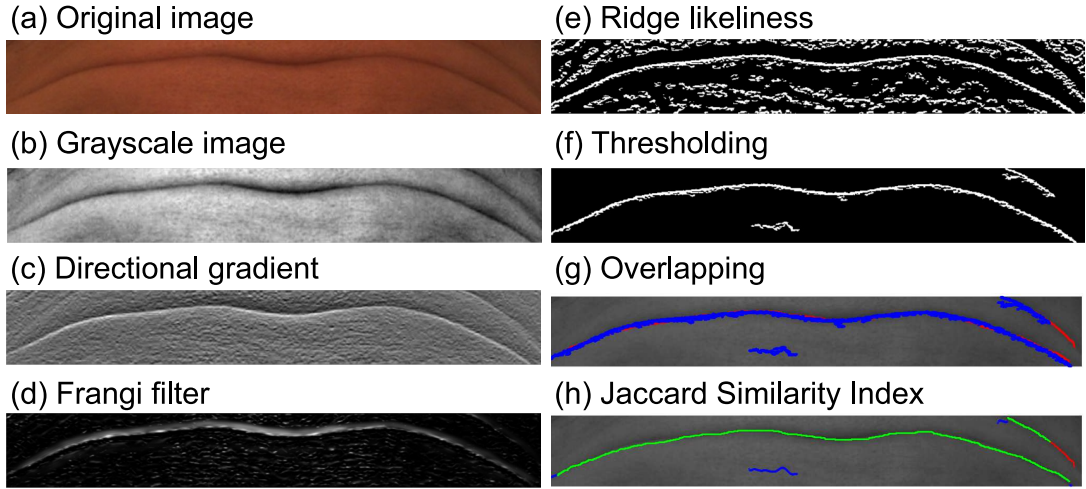 (a) Original image
(b) Grayscale image
(c) Directional gradient
(d) Frangi filter
(e) Ridge likeliness
(f) Thresholding
(g) Overlapping
(h) Jaccard Similarity Index